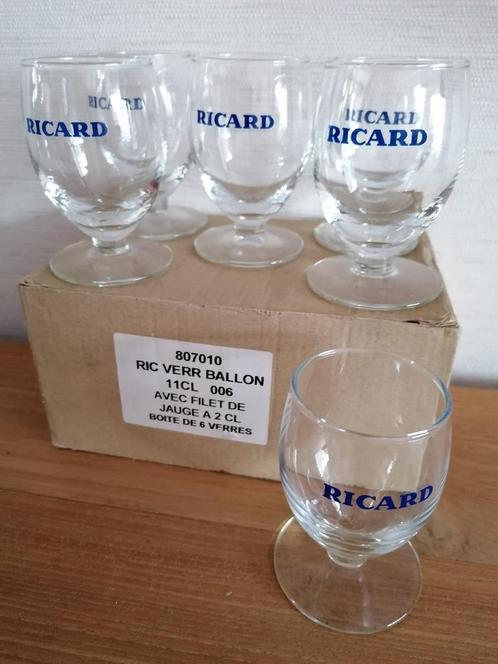 RICARD
RICARD
RICARD
RICARD
RICARD
807010
RIC VERR BALLON
11CL 006
AVEC FILET DE
JAUGE A 2 CL
BOITE DE 6 VERRES
RICARD